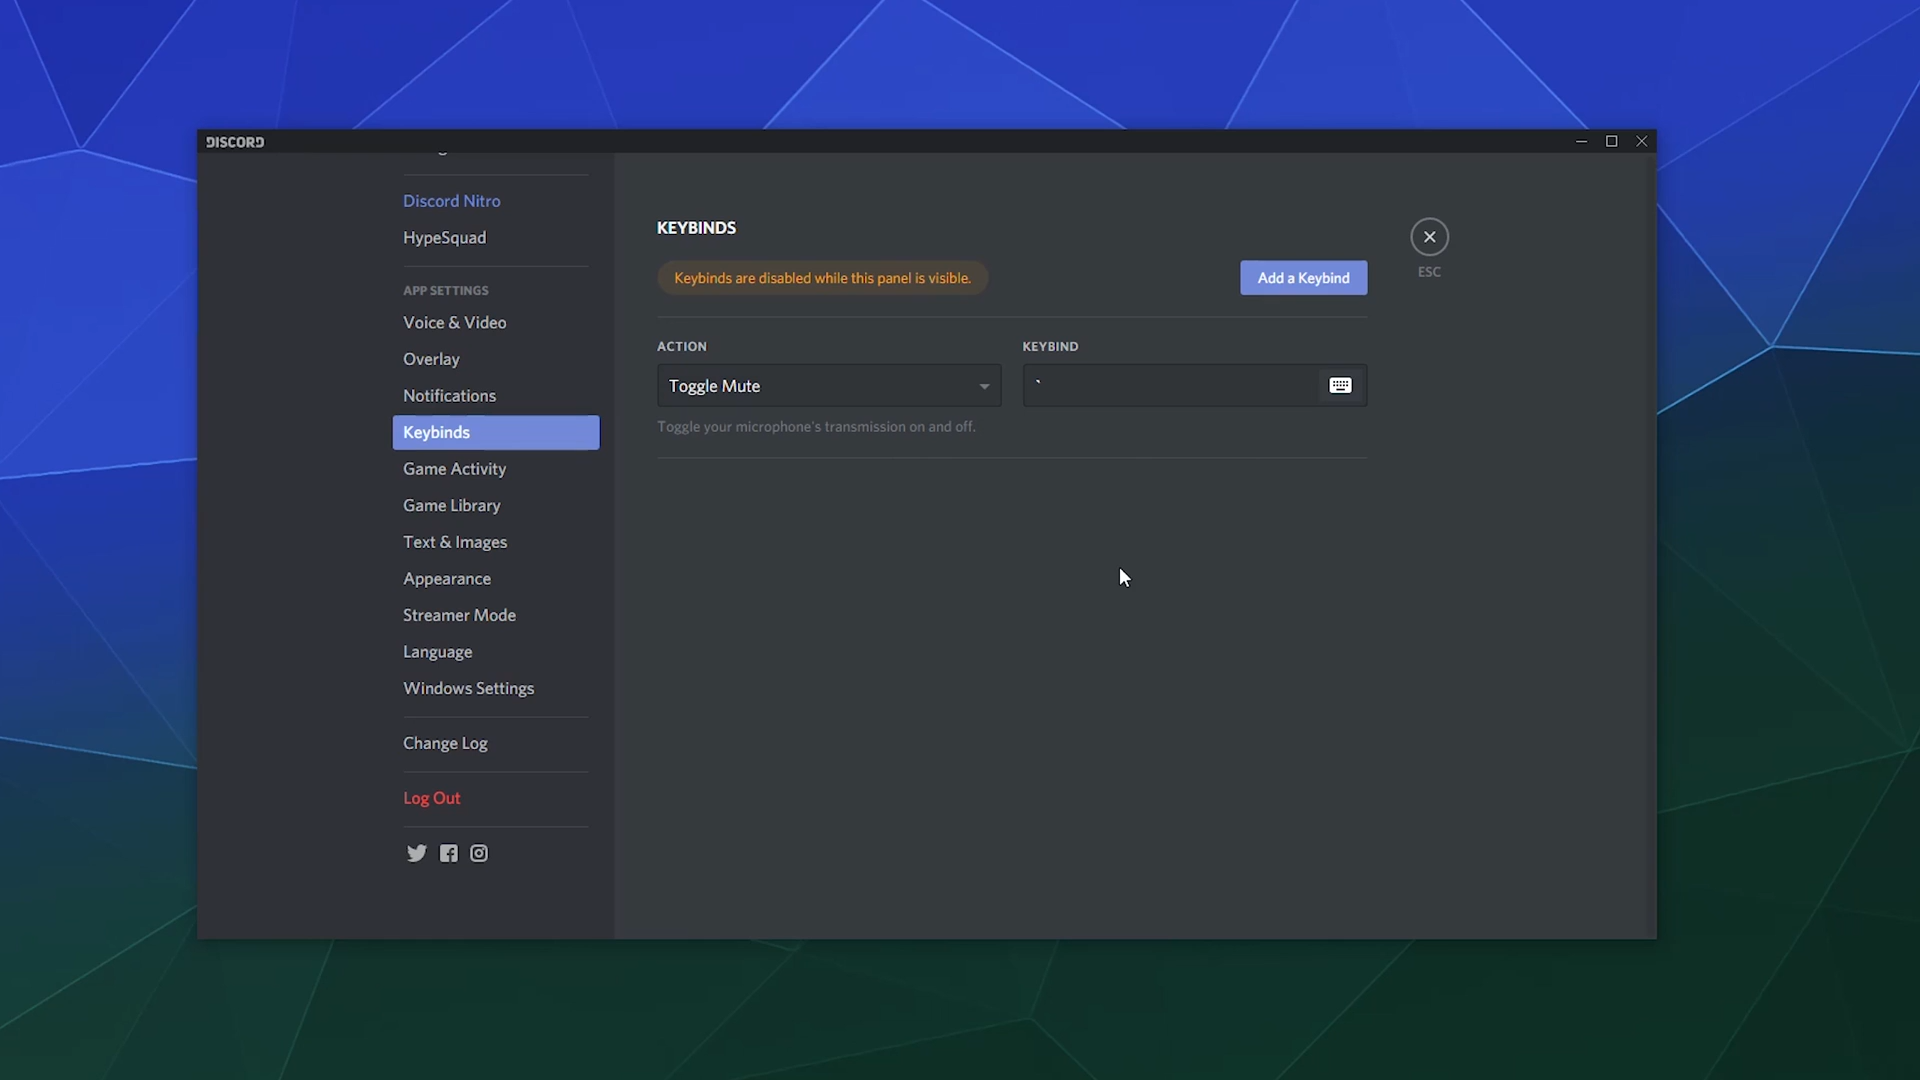 DISCORD
Discord Nitro
HypeSquad
APP SETTINGS
Voice & Video
Overlay
Notifications
Keybinds
Game Activity
Game Library
Text & Images
Appearance
Streamer Mode
Language
Windows Settings
Change Log
Log Out
KEYBINDS
Keybinds are disabled while this panel is visible.
Add a Keybind
ESC
ACTION
KEYBIND
Toggle Mute
`
Toggle your microphone's transmission on and off.